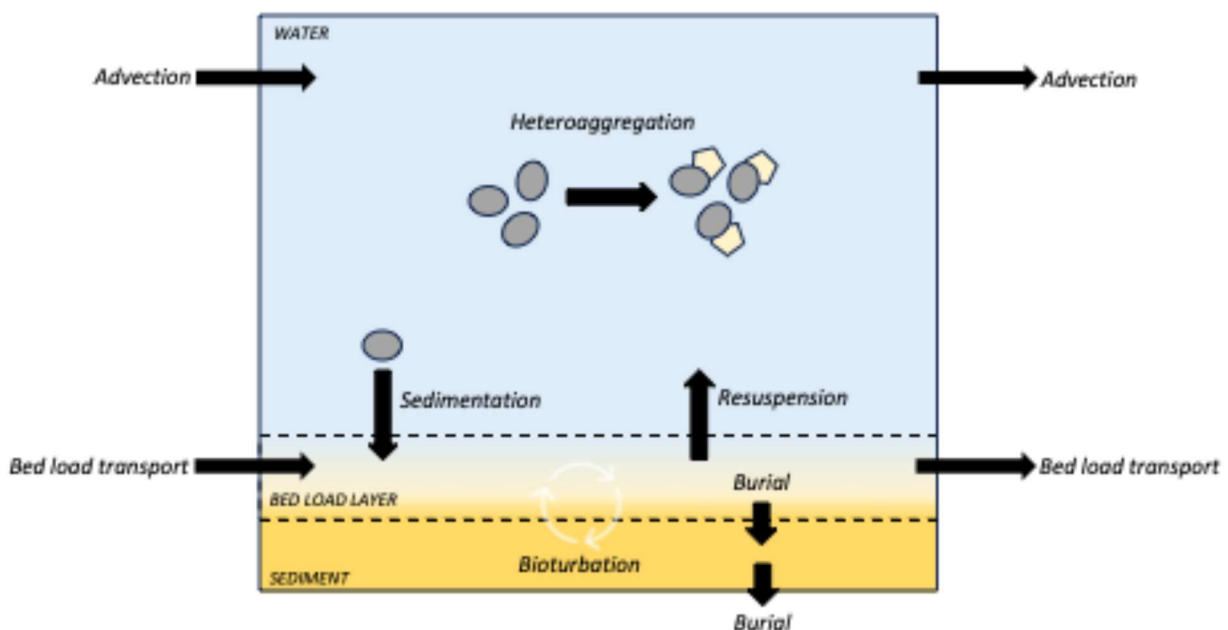 WATER
Advection
Advection
Heteroaggregation
Sedimentation
Resuspension
Bed load transport
Bed load transport
Burial
BED LOAD LAYER
Bioturbation
SEDIMENT
Burial